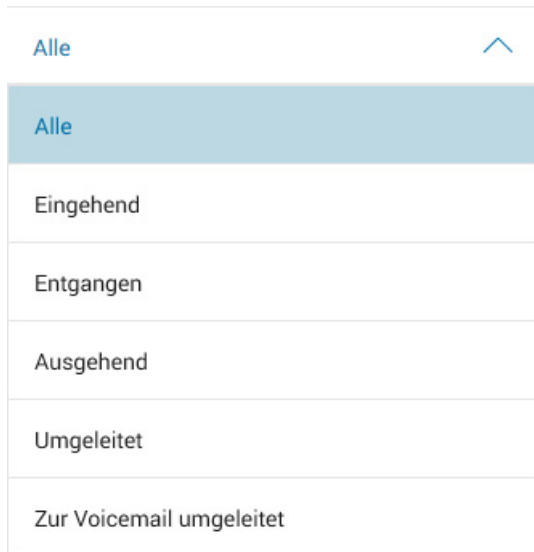 Alle
Alle
Eingehend
Entgangen
Ausgehend
Umgeleitet
Zur Voicemail umgeleitet